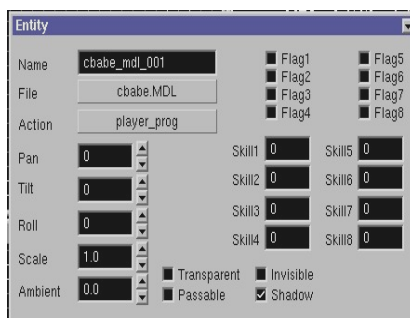 Entity
Name cbabe_mdl_001
File cbabe.MDL
Action player_prog
Flag1 Flag5
Flag2 Flag6
Flag3 Flag7
Flag4 Flag8
Pan 0
Tilt 0
Roll 0
Scale 1.0
Ambient 0.0
Skill1 0 Skill5 0
Skill2 0 Skill6 0
Skill3 0 Skill7 0
Skill4 0 Skill8 0
Transparent Invisible
Passable Shadow